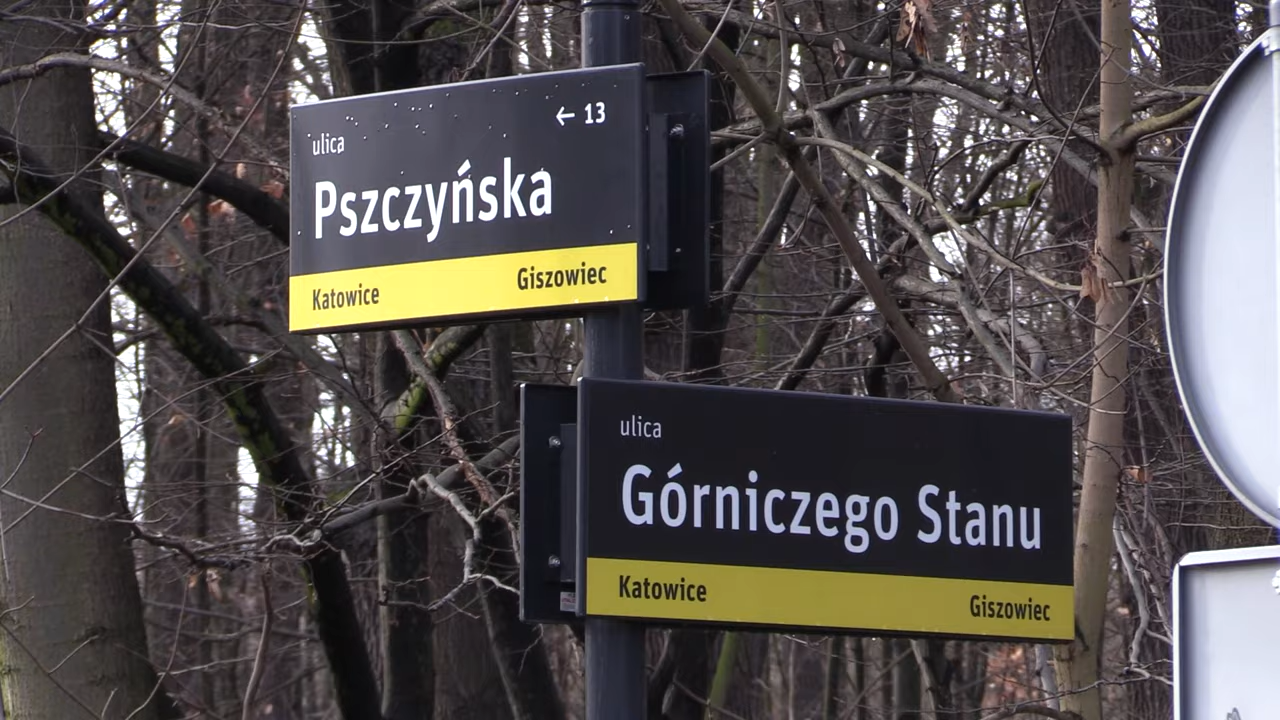 ← 13
ulica
Pszczyńska
Katowice Giszowiec
ulica
Górniczego Stanu
Katowice Giszowiec